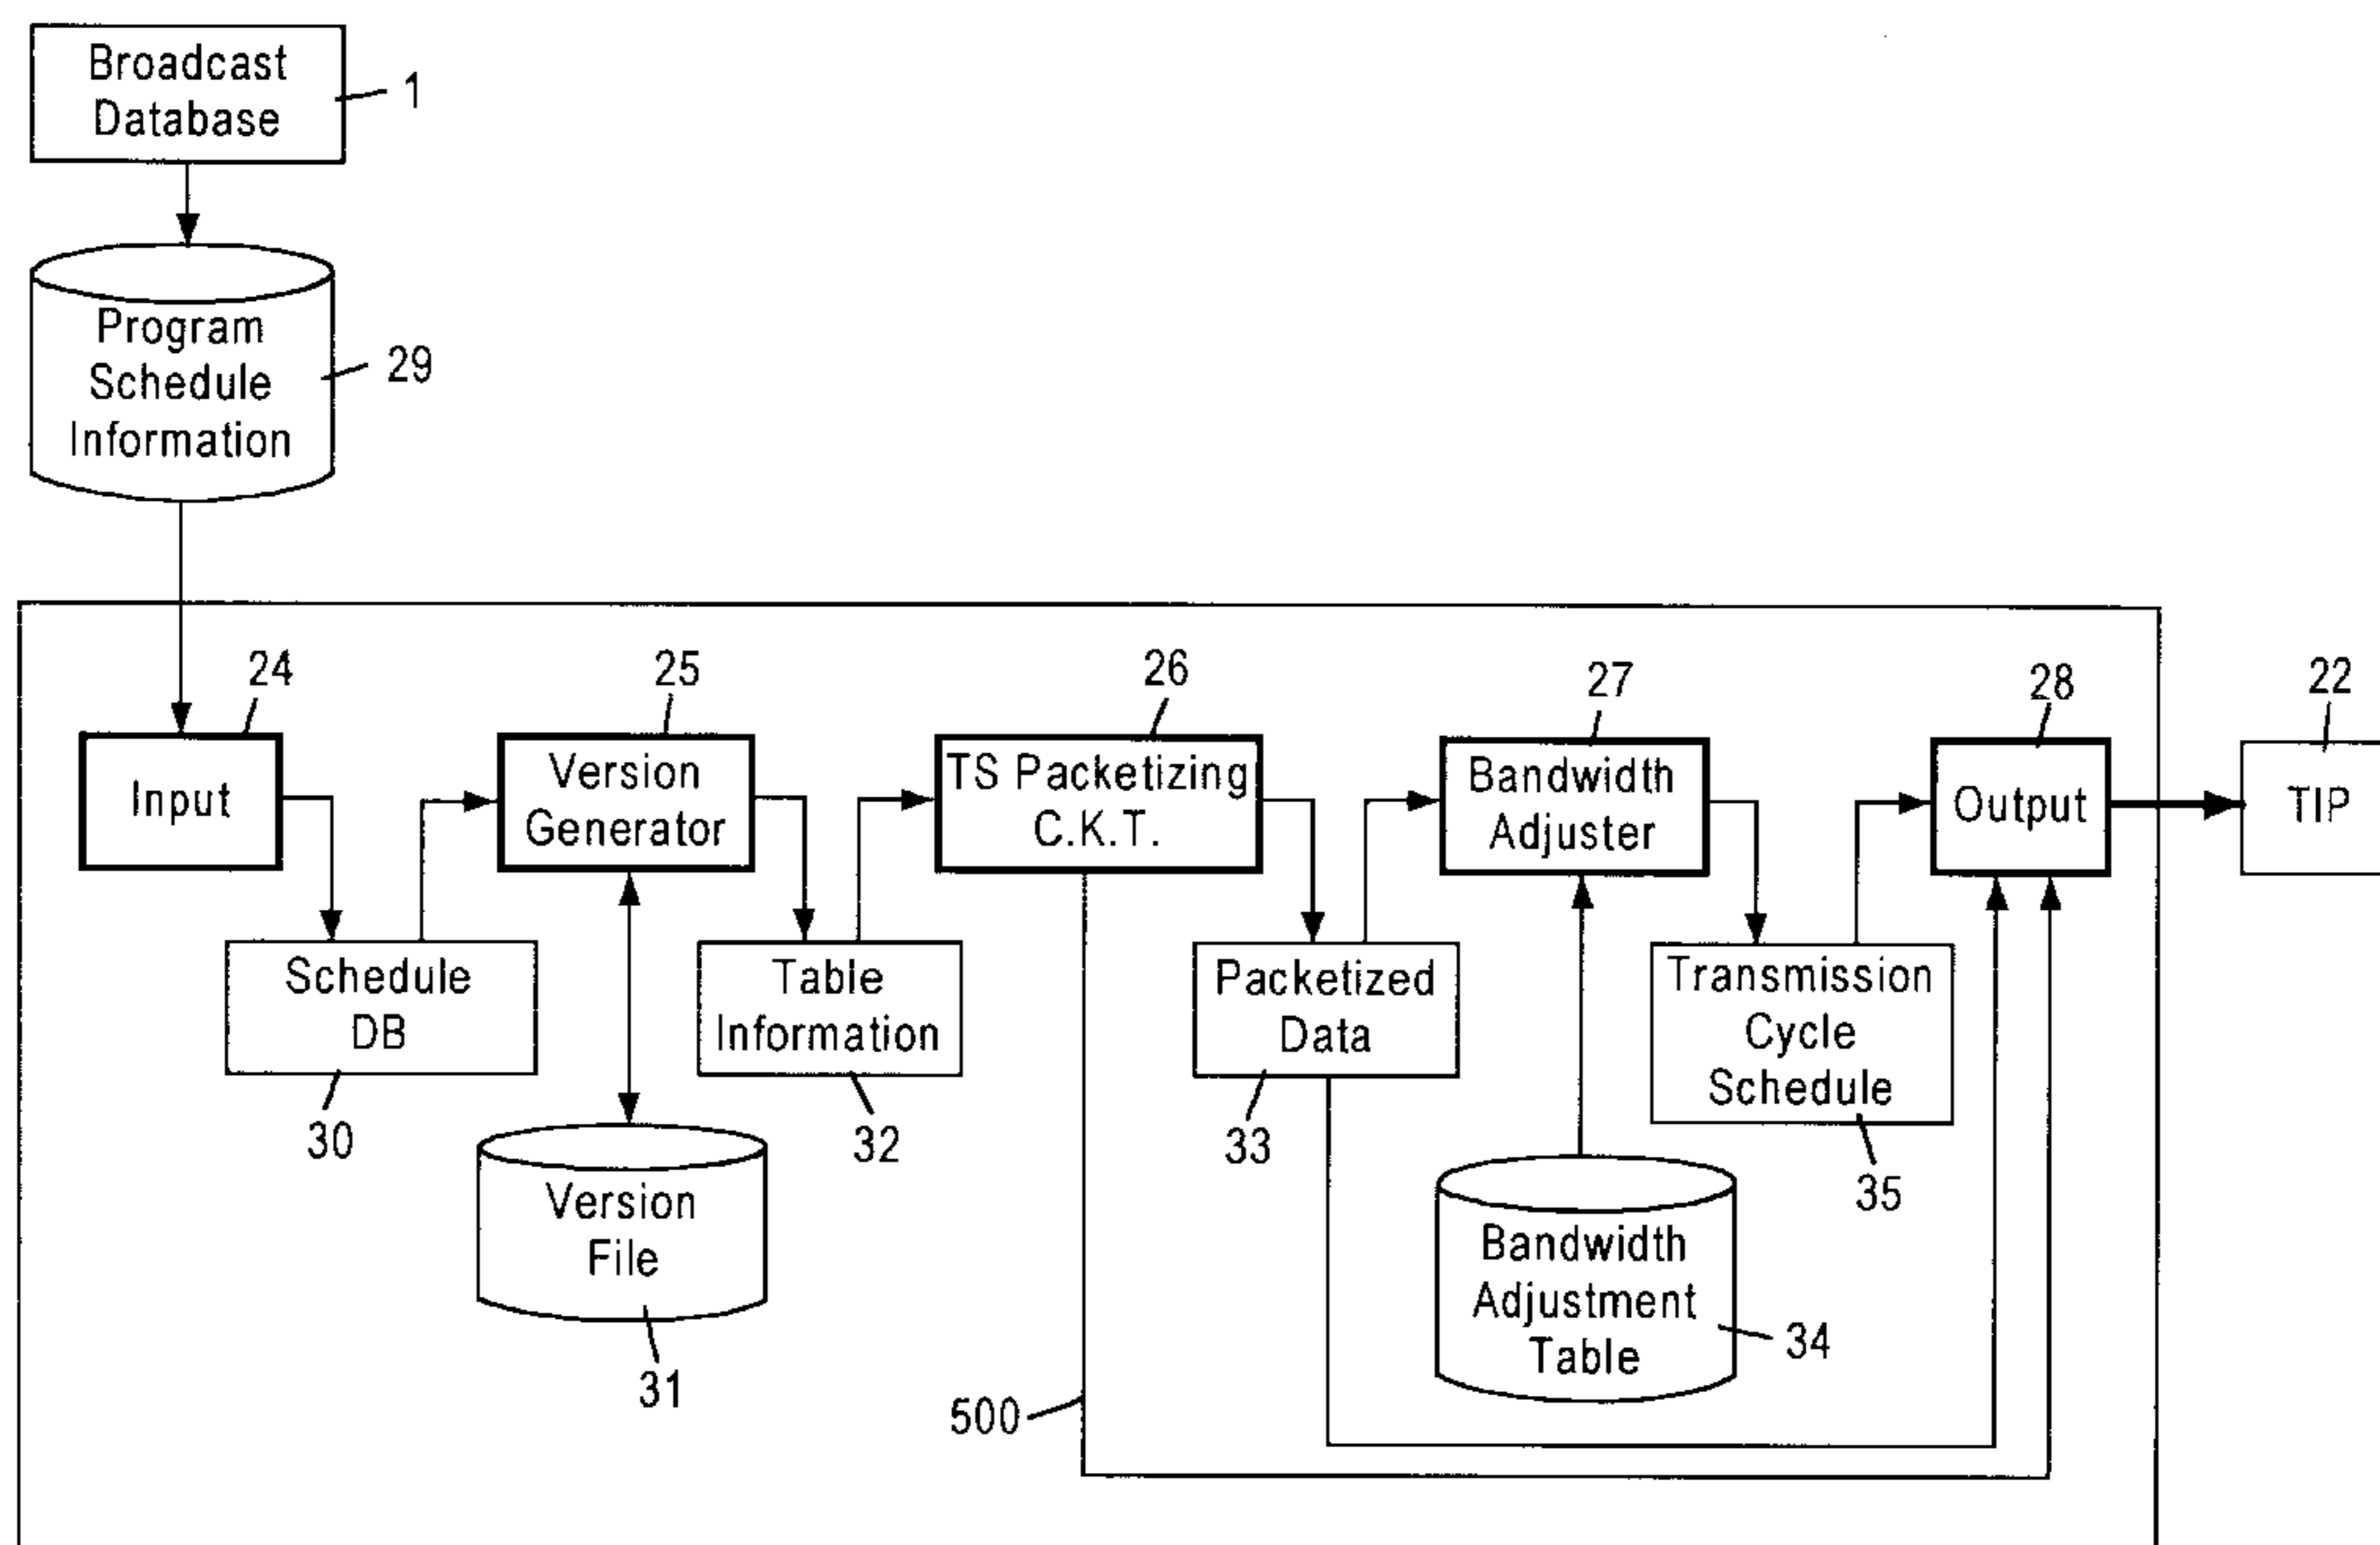 Broadcast
Database
1
Program
Schedule
Information
29
24
25
26
27
28
22
Input
Version
Generator
TS Packetizing
C.K.T.
Bandwidth
Adjuster
Output
TIP
Schedule
DB
30
Table
Information
32
Packetized
Data
33
Transmission
Cycle
Schedule
35
Version
File
31
Bandwidth
Adjustment
Table
34
500